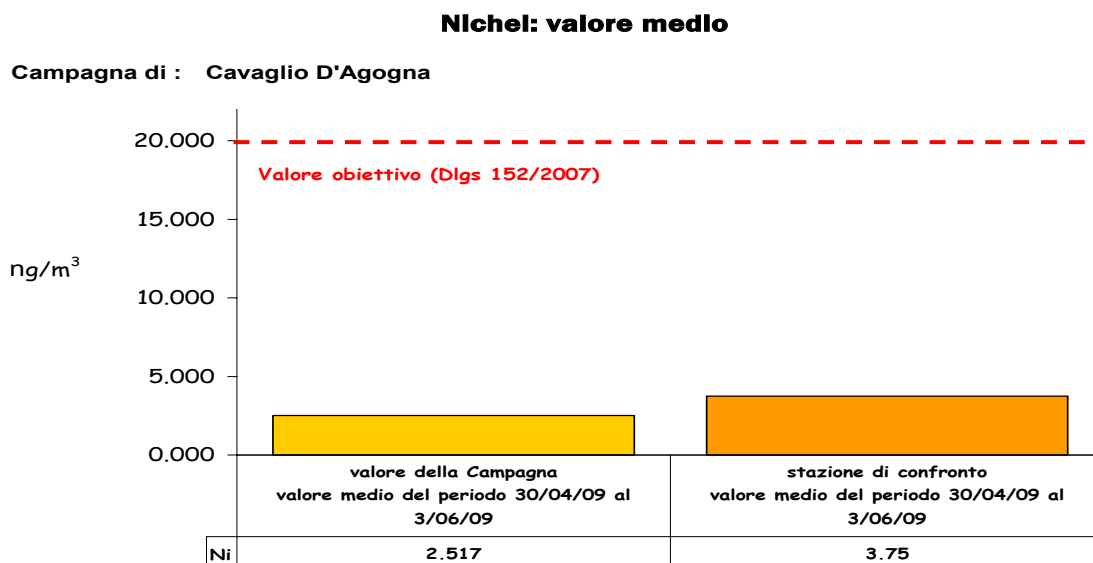 Nichel: valore medio
Campagna di : Cavaglio D'Agogna
20.000
Valore obiettivo (Dlgs 152/2007)
15.000
ng/m³
10.000
5.000
0.000
valore della Campagna
valore medio del periodo 30/04/09 al
3/06/09
stazione di confronto
valore medio del periodo 30/04/09 al
3/06/09
Ni 2.517 3.75